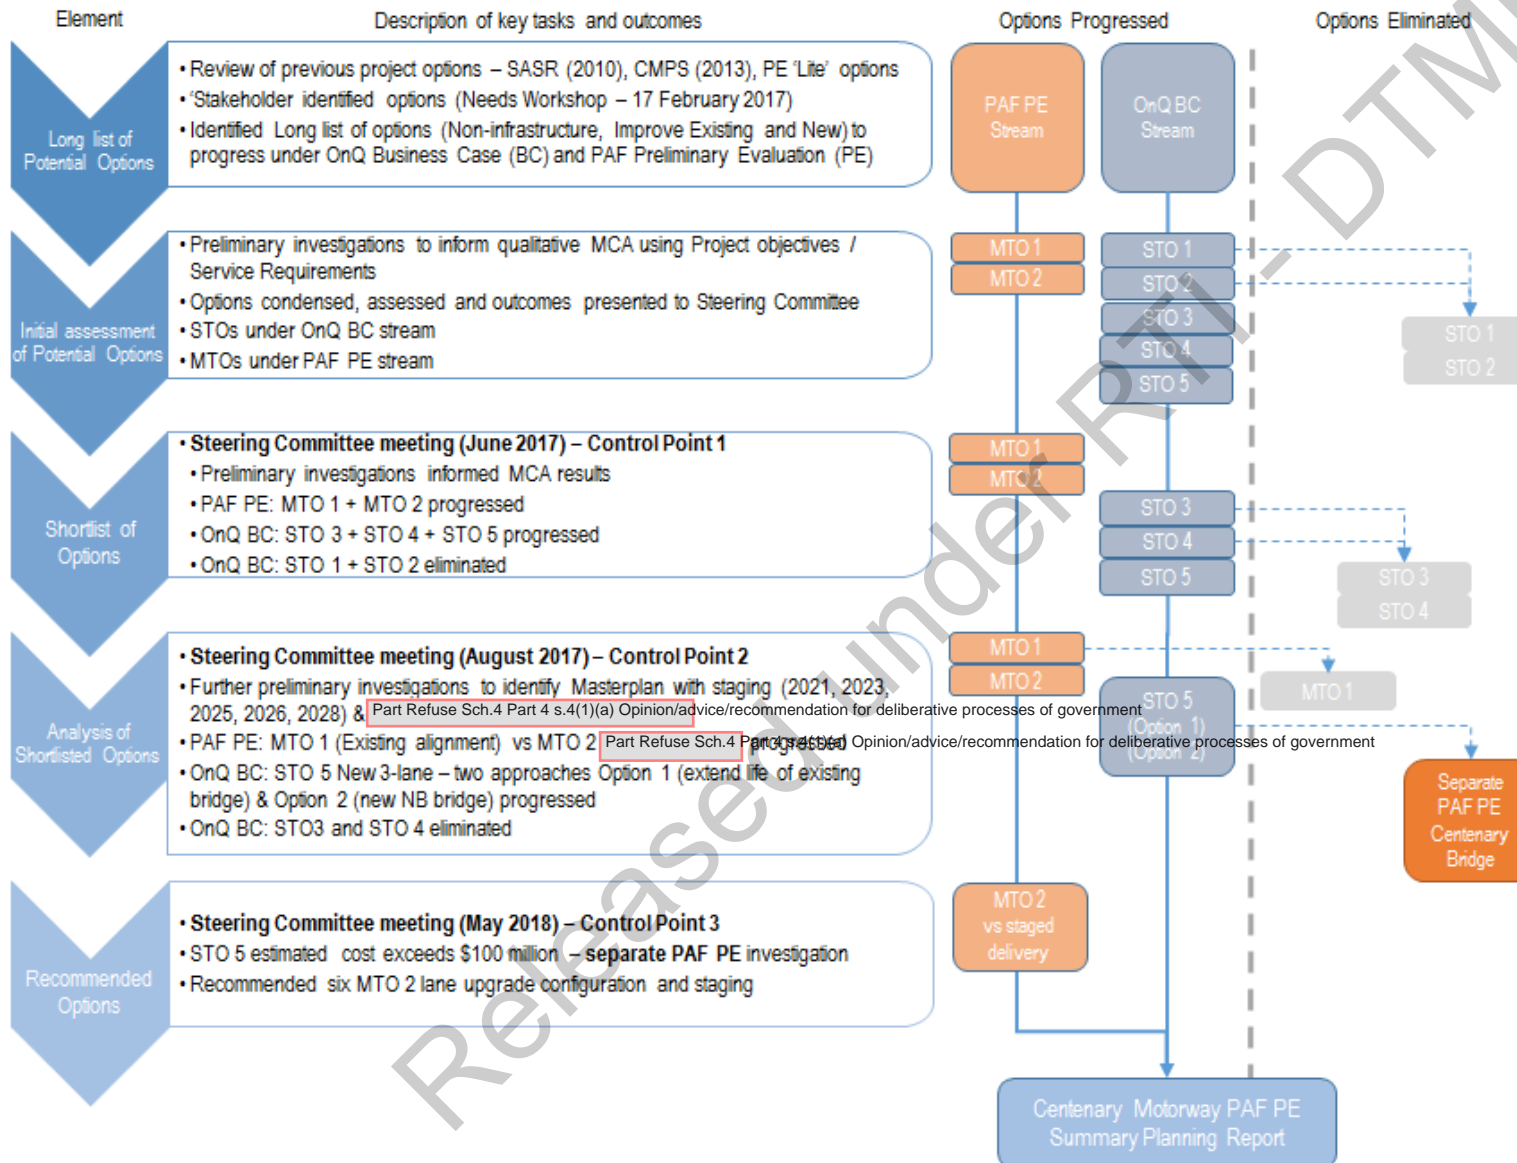 Element
Description of key tasks and outcomes
Options Progressed
Options Eliminated
Long list of
Potential Options
• Review of previous project options – SASR (2010), CMPS (2013), PE 'Lite' options
• 'Stakeholder identified options (Needs Workshop – 17 February 2017)
• Identified Long list of options (Non-infrastructure, Improve Existing and New) to
progress under OnQ Business Case (BC) and PAF Preliminary Evaluation (PE)
PAF PE
Stream
OnQ BC
Stream
Initial assessment
of Potential Options
• Preliminary investigations to inform qualitative MCA using Project objectives /
Service Requirements
• Options condensed, assessed and outcomes presented to Steering Committee
• STOs under OnQ BC stream
• MTOs under PAF PE stream
MTO 1
MTO 2
STO 1
STO 2
STO 3
STO 4
STO 5
STO 1
STO 2
Shortlist of
Options
• Steering Committee meeting (June 2017) – Control Point 1
• Preliminary investigations informed MCA results
• PAF PE: MTO 1 + MTO 2 progressed
• OnQ BC: STO 3 + STO 4 + STO 5 progressed
• OnQ BC: STO 1 + STO 2 eliminated
MTO 1
MTO 2
STO 3
STO 4
STO 5
STO 3
STO 4
Analysis of
Shortlisted Options
• Steering Committee meeting (August 2017) – Control Point 2
• Further preliminary investigations to identify Masterplan with staging (2021, 2023,
2025, 2026, 2028) & Part Refuse Sch.4 Part 4 s.4(1)(a) Opinion/advice/recommendation for deliberative processes of government
• PAF PE: MTO 1 (Existing alignment) vs MTO 2 Part Refuse Sch.4 Part 4 s.4(1)(a) Opinion/advice/recommendation for deliberative processes of government
progressed
• OnQ BC: STO 5 New 3-lane – two approaches Option 1 (extend life of existing
bridge) & Option 2 (new NB bridge) progressed
• OnQ BC: STO3 and STO 4 eliminated
MTO 1
MTO 2
STO 5
(Option 1)
(Option 2)
MTO 1
Separate
PAF PE
Centenary
Bridge
Recommended
Options
• Steering Committee meeting (May 2018) – Control Point 3
• STO 5 estimated cost exceeds $100 million – separate PAF PE investigation
• Recommended six MTO 2 lane upgrade configuration and staging
MTO 2
vs staged
delivery
Centenary Motorway PAF PE
Summary Planning Report
Released under RTI - DTM